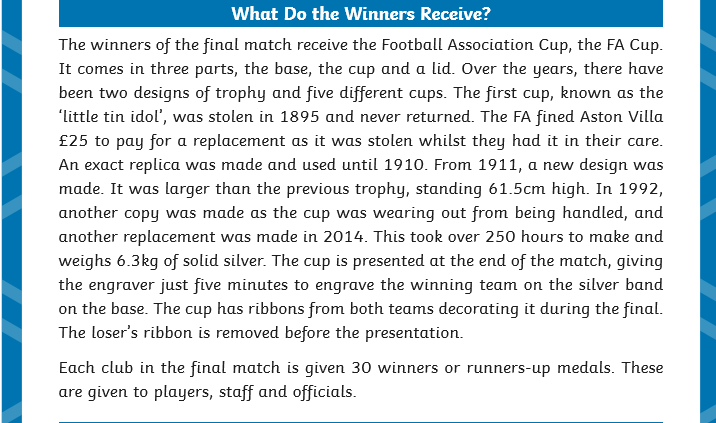 What Do the Winners Receive?
The winners of the final match receive the Football Association Cup, the FA Cup.
It comes in three parts, the base, the cup and a lid. Over the years, there have
been two designs of trophy and five different cups. The first cup, known as the
‘little tin idol’, was stolen in 1895 and never returned. The FA fined Aston Villa
£25 to pay for a replacement as it was stolen whilst they had it in their care.
An exact replica was made and used until 1910. From 1911, a new design was
made. It was larger than the previous trophy, standing 61.5cm high. In 1992,
another copy was made as the cup was wearing out from being handled, and
another replacement was made in 2014. This took over 250 hours to make and
weighs 6.3kg of solid silver. The cup is presented at the end of the match, giving
the engraver just five minutes to engrave the winning team on the silver band
on the base. The cup has ribbons from both teams decorating it during the final.
The loser’s ribbon is removed before the presentation.
Each club in the final match is given 30 winners or runners-up medals. These
are given to players, staff and officials.